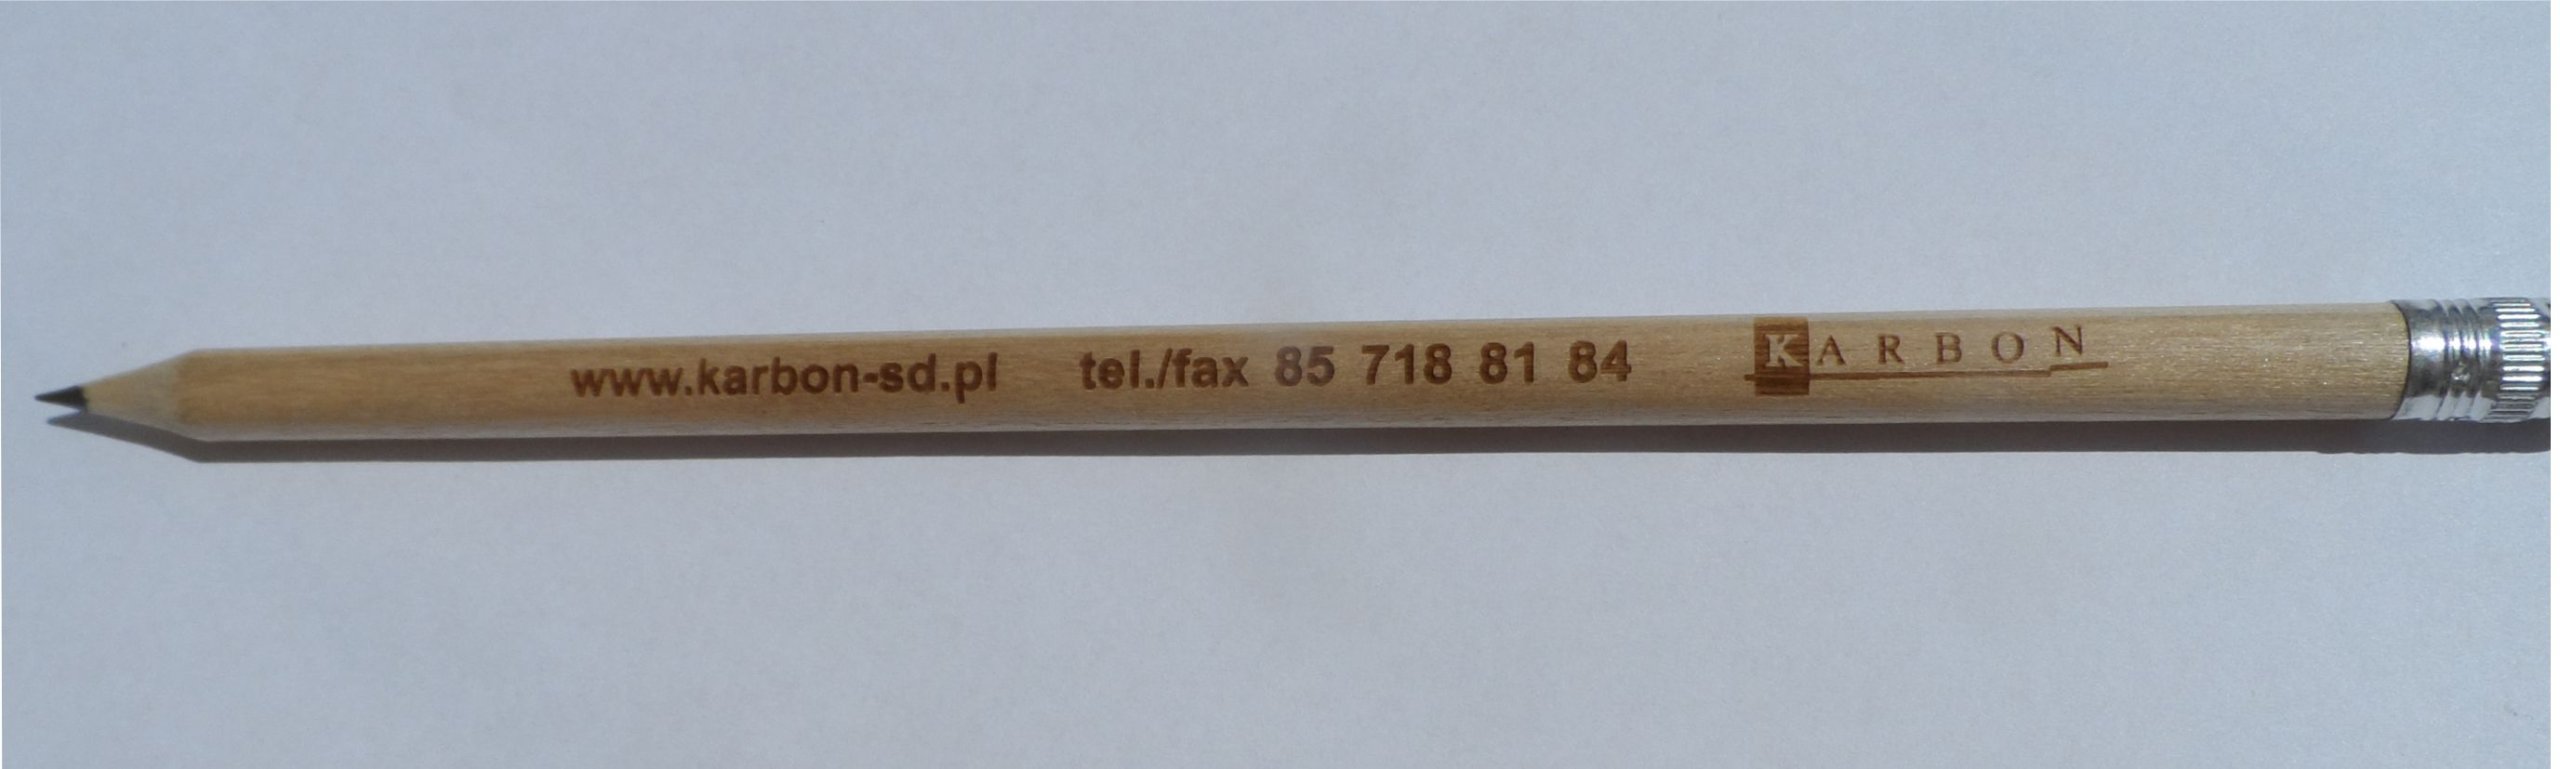 www.karbon-sd.pl tel./fax 85 718 81 84 KARBON